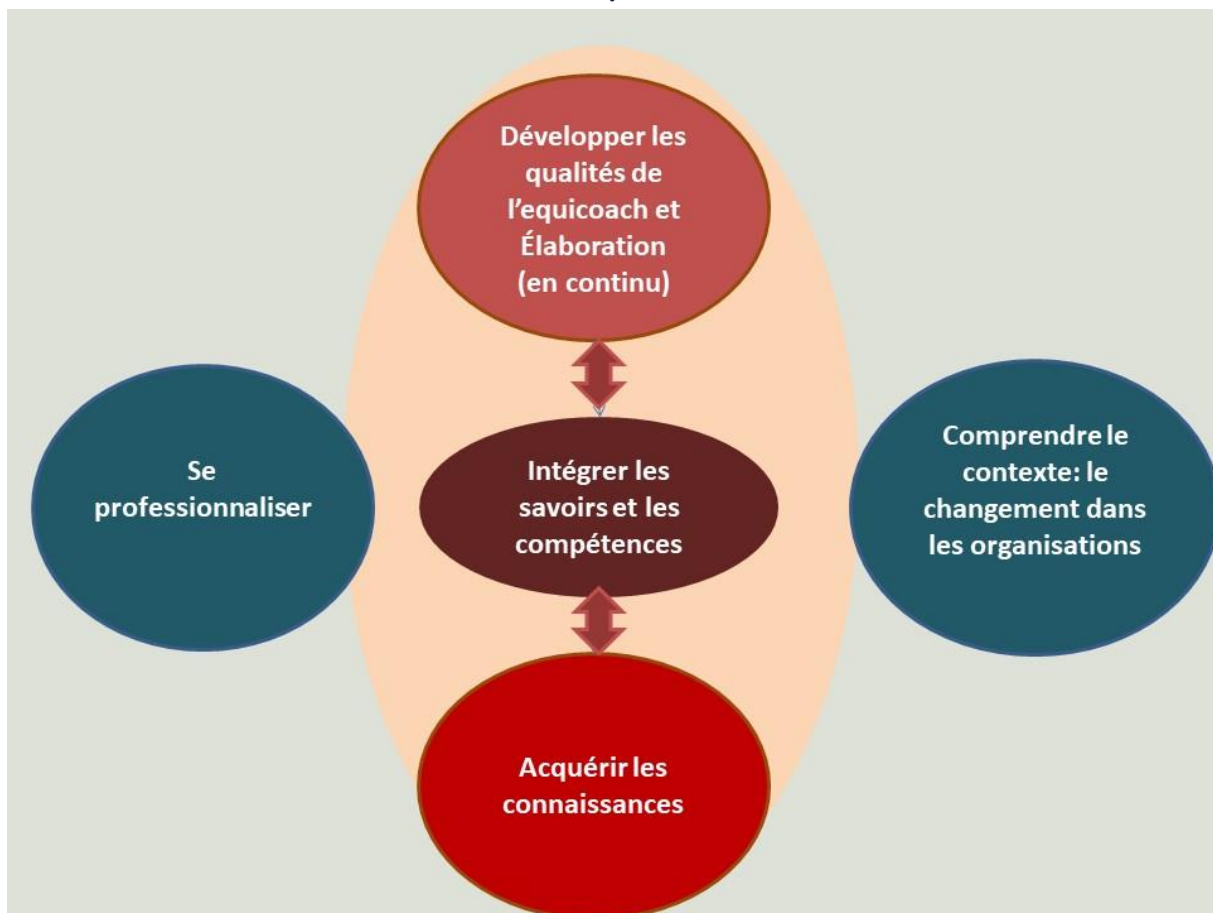 Développer les
qualités de
l’equicoach et
Élaboration
(en continu)
Se
professionnaliser
Intégrer les
savoirs et les
compétences
Comprendre le
contexte: le
changement dans
les organisations
Acquérir les
connaissances